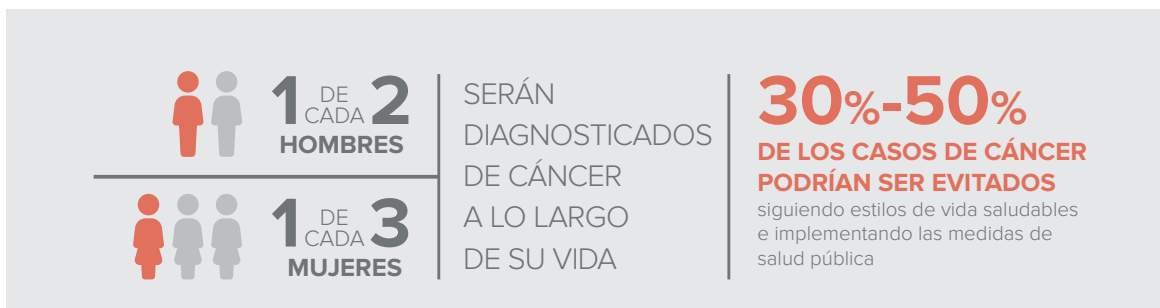 1 DE CADA 2
HOMBRES
1 DE CADA 3
MUJERES
SERÁN
DIAGNOSTICADOS
DE CÁNCER
A LO LARGO
DE SU VIDA
30%-50%
DE LOS CASOS DE CÁNCER
PODRÍAN SER EVITADOS
siguiendo estilos de vida saludables
e implementando las medidas de
salud pública